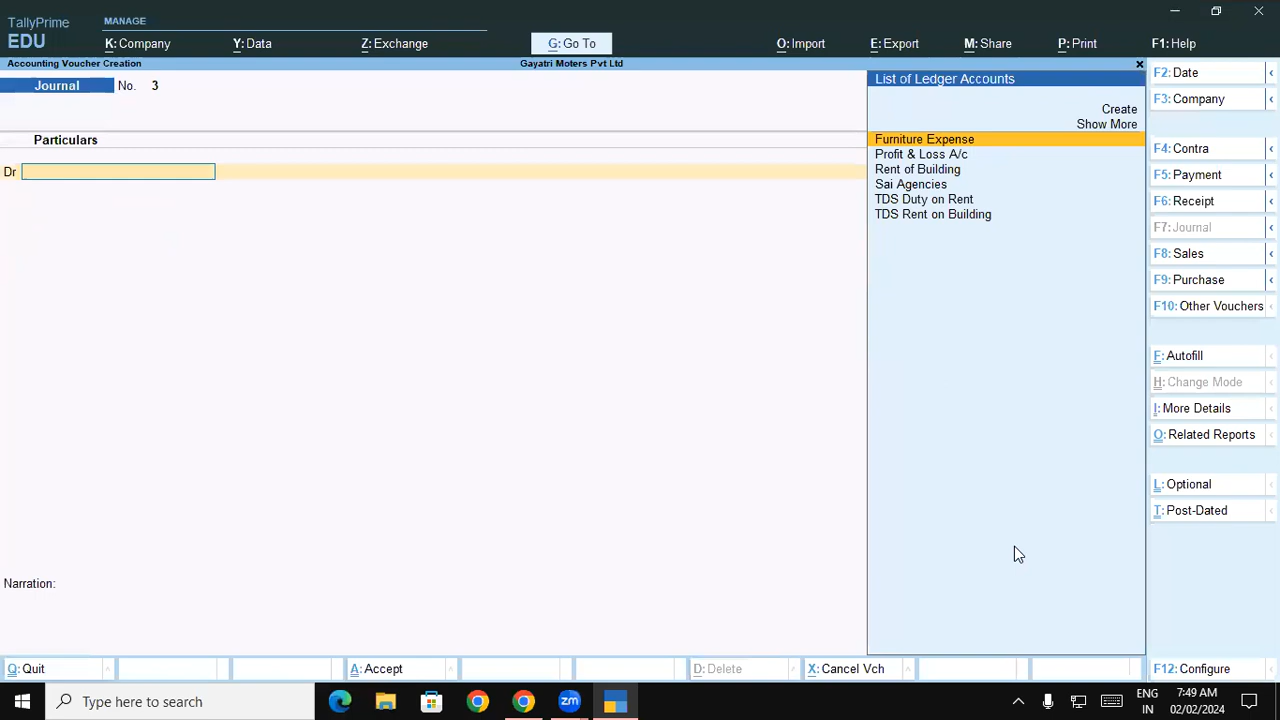 TallyPrime
EDU
MANAGE
K: Company
Y: Data
Z: Exchange
G: Go To
O: Import
E: Export
M: Share
P: Print
F1: Help
Accounting Voucher Creation
Gayatri Moters Pvt Ltd
Journal No. 3
Particulars
Dr
Narration:
List of Ledger Accounts
Create
Show More
Furniture Expense
Profit & Loss A/c
Rent of Building
Sai Agencies
TDS Duty on Rent
TDS Rent on Building
F2: Date
F3: Company
F4: Contra
F5: Payment
F6: Receipt
F7: Journal
F8: Sales
F9: Purchase
F10: Other Vouchers
F: Autofill
H: Change Mode
I: More Details
O: Related Reports
L: Optional
T: Post-Dated
Q: Quit
A: Accept
D: Delete
X: Cancel Vch
F12: Configure
Type here to search
ENG
IN
7:49 AM
02/02/2024